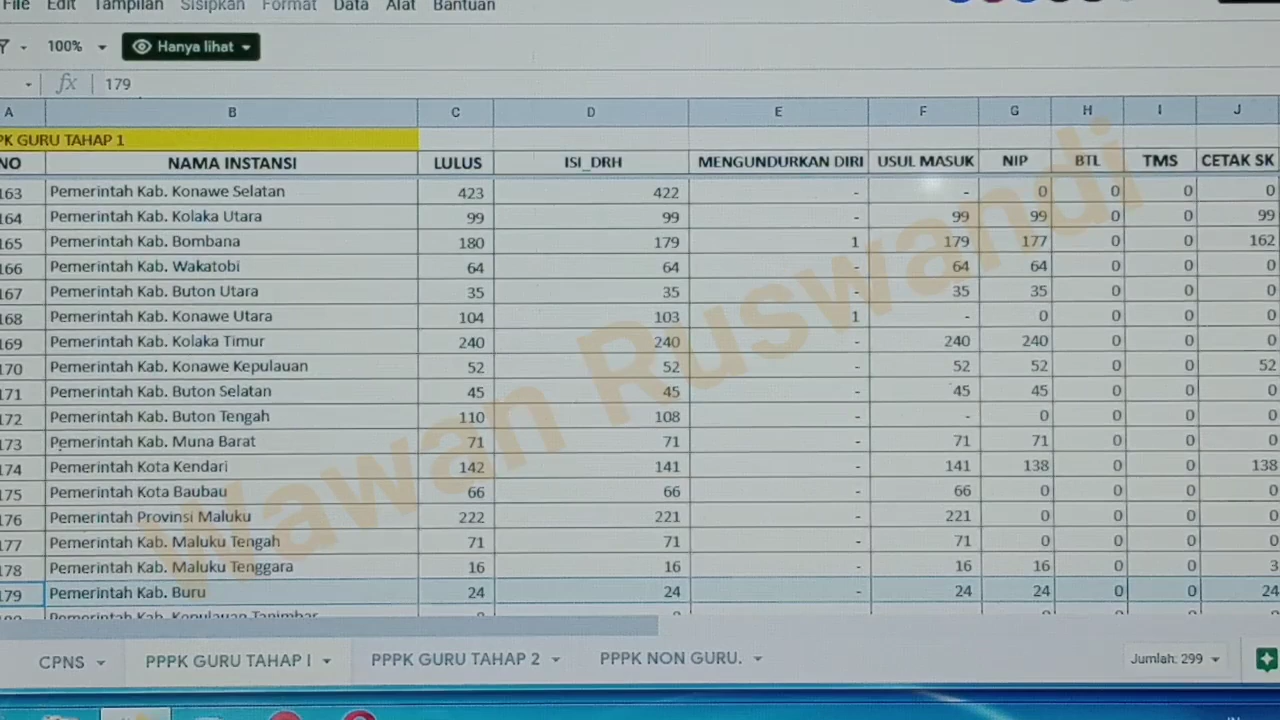 File Edit Tampilan Sisipkan Format Data Alat Bantuan
100% Hanya lihat
fx 179
A B C D E F G H I J
PK GURU TAHAP 1
NO NAMA INSTANSI LULUS ISI_DRH MENGUNDURKAN DIRI USUL MASUK NIP BTL TMS CETAK SK
163 Pemerintah Kab. Konawe Selatan 423 422 - - 0 0 0 0
164 Pemerintah Kab. Kolaka Utara 99 99 - 99 99 0 0 99
165 Pemerintah Kab. Bombana 180 179 1 179 177 0 0 162
166 Pemerintah Kab. Wakatobi 64 64 - 64 64 0 0 0
167 Pemerintah Kab. Buton Utara 35 35 - 35 35 0 0 0
168 Pemerintah Kab. Konawe Utara 104 103 1 - 0 0 0 0
169 Pemerintah Kab. Kolaka Timur 240 240 - 240 240 0 0 0
170 Pemerintah Kab. Konawe Kepulauan 52 52 - 52 52 0 0 52
171 Pemerintah Kab. Buton Selatan 45 45 - 45 45 0 0 0
172 Pemerintah Kab. Buton Tengah 110 108 - - 0 0 0 0
173 Pemerintah Kab. Muna Barat 71 71 - 71 71 0 0 0
174 Pemerintah Kota Kendari 142 141 - 141 138 0 0 138
175 Pemerintah Kota Baubau 66 66 - 66 0 0 0 0
176 Pemerintah Provinsi Maluku 222 221 - 221 0 0 0 0
177 Pemerintah Kab. Maluku Tengah 71 71 - 71 0 0 0 0
178 Pemerintah Kab. Maluku Tenggara 16 16 - 16 16 0 0 3
179 Pemerintah Kab. Buru 24 24 - 24 24 0 0 24
Pemerintah Kab. Kepulauan Tanimbar
Wawan Ruswandi
CPNS PPPK GURU TAHAP I PPPK GURU TAHAP 2 PPPK NON GURU. Jumlah: 299